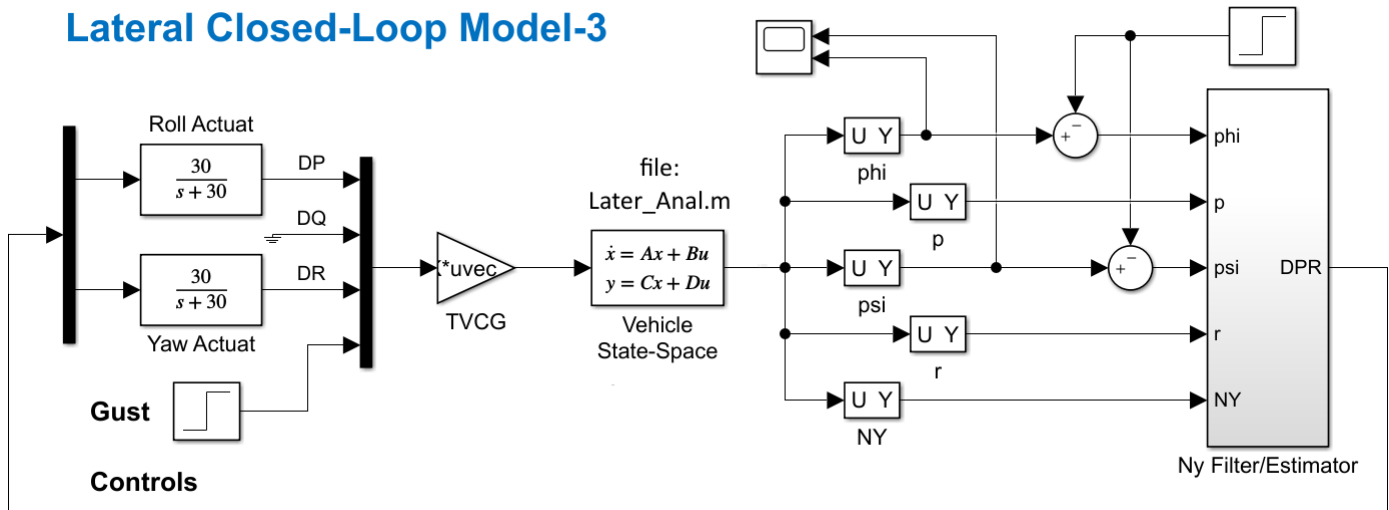 Lateral Closed-Loop Model-3
Roll Actuat
30
s + 30
DP
DQ
30
s + 30
DR
Yaw Actuat
Gust
Controls
*uvec
TVCG
file:
Later_Anal.m
ẋ = Ax + Bu
y = Cx + Du
Vehicle
State-Space
U Y
phi
U Y
p
U Y
psi
U Y
r
U Y
NY
+ −
+ −
phi
p
psi
r
NY
DPR
Ny Filter/Estimator